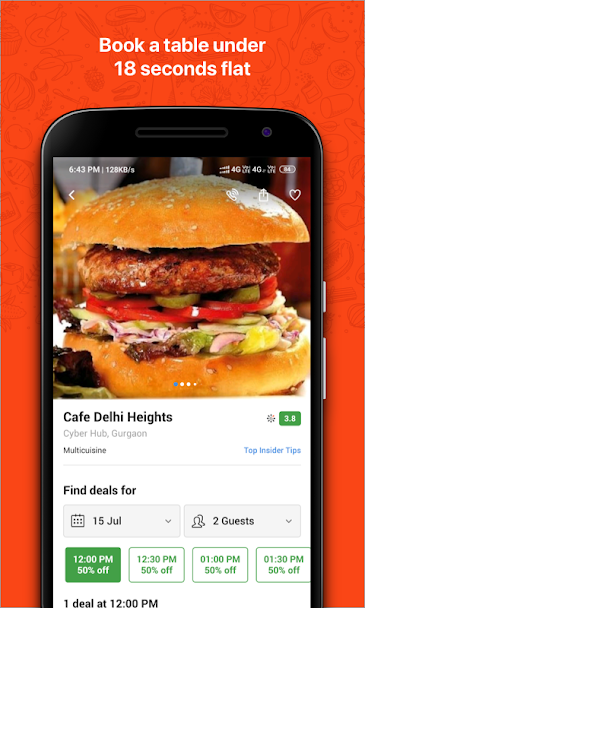 Book a table under
18 seconds flat
6:43 PM | 128KB/s
4G VoLTE 4G VoLTE 84
Cafe Delhi Heights
3.8
Cyber Hub, Gurgaon
Multicuisine
Top Insider Tips
Find deals for
15 Jul
2 Guests
12:00 PM 12:30 PM 01:00 PM 01:30 PM
50% off 50% off 50% off 50% off
1 deal at 12:00 PM